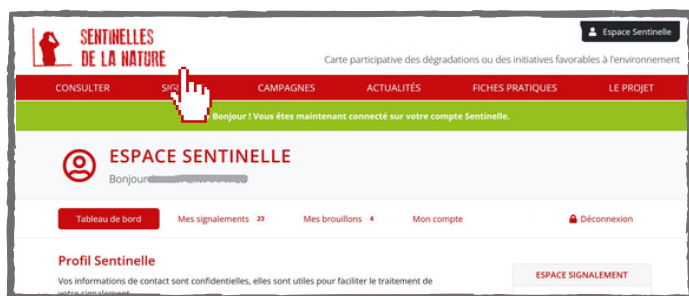 SENTINELLES
DE LA NATURE
Espace Sentinelle
Carte participative des dégradations ou des initiatives favorables à l'environnement
CONSULTER CAMPAGNES ACTUALITÉS FICHES PRATIQUES LE PROJET
Bonjour ! Vous êtes maintenant connecté sur votre compte Sentinelle.
ESPACE SENTINELLE
Bonjour
Tableau de bord Mes signalements 23 Mes brouillons 4 Mon compte Déconnexion
Profil Sentinelle
Vos informations de contact sont confidentielles, elles sont utiles pour faciliter le traitement de
votre signalement
ESPACE SIGNALEMENT